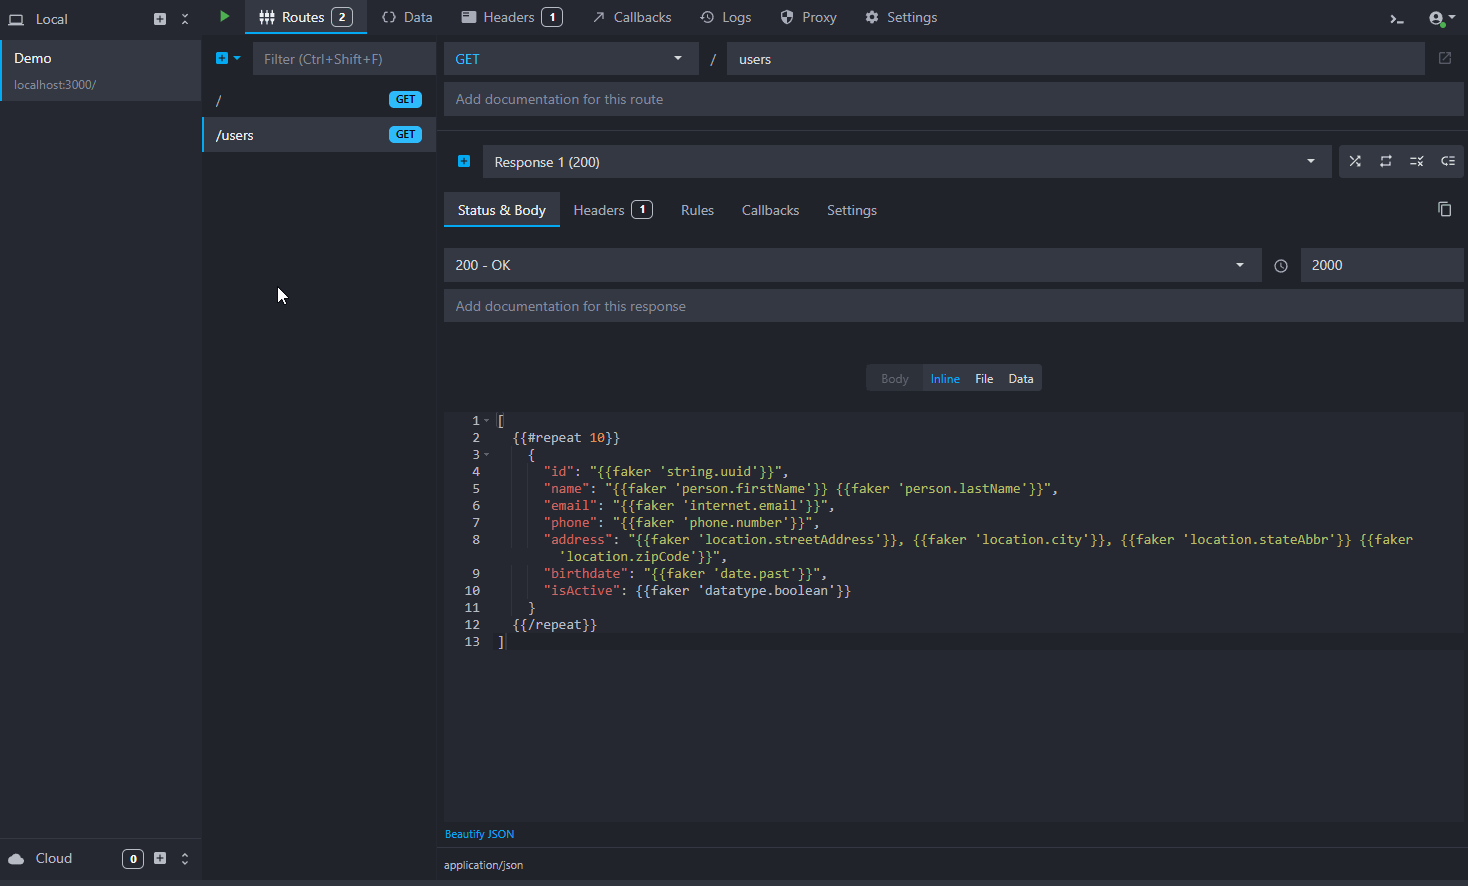 Local
Routes 2
Data
Headers 1
Callbacks
Logs
Proxy
Settings
Demo
localhost:3000/
Filter (Ctrl+Shift+F)
/ GET
/users GET
GET / users
Add documentation for this route
Response 1 (200)
Status & Body
Headers 1
Rules
Callbacks
Settings
200 - OK
2000
Add documentation for this response
Body Inline File Data
1 [
2 {{#repeat 10}}
3 {
4 "id": "{{faker 'string.uuid'}}",
5 "name": "{{faker 'person.firstName'}} {{faker 'person.lastName'}}",
6 "email": "{{faker 'internet.email'}}",
7 "phone": "{{faker 'phone.number'}}",
8 "address": "{{faker 'location.streetAddress'}}, {{faker 'location.city'}}, {{faker 'location.stateAbbr'}} {{faker
'location.zipCode'}}",
9 "birthdate": "{{faker 'date.past'}}",
10 "isActive": {{faker 'datatype.boolean'}}
11 }
12 {{/repeat}}
13 ]
Beautify JSON
application/json
Cloud 0